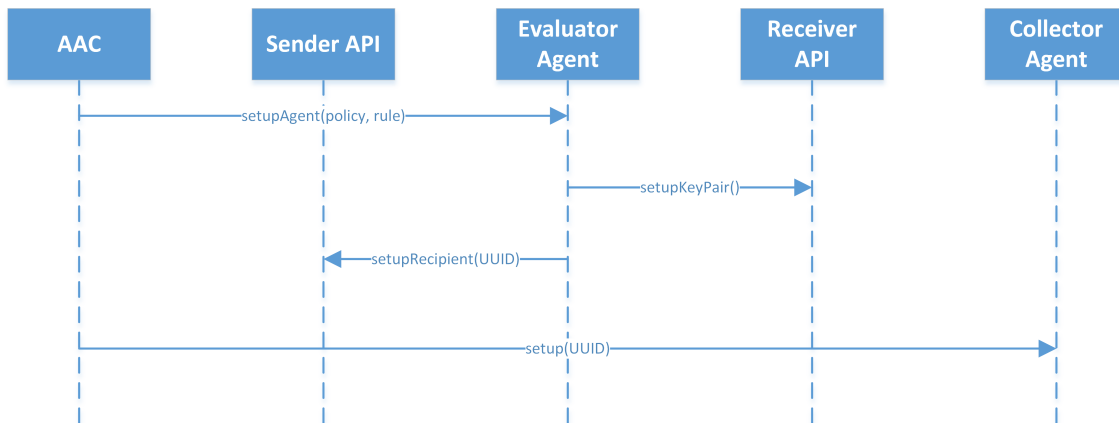 AAC
Sender API
Evaluator
Agent
Receiver
API
Collector
Agent
setupAgent(policy, rule)
setupKeyPair()
setupRecipient(UUID)
setup(UUID)